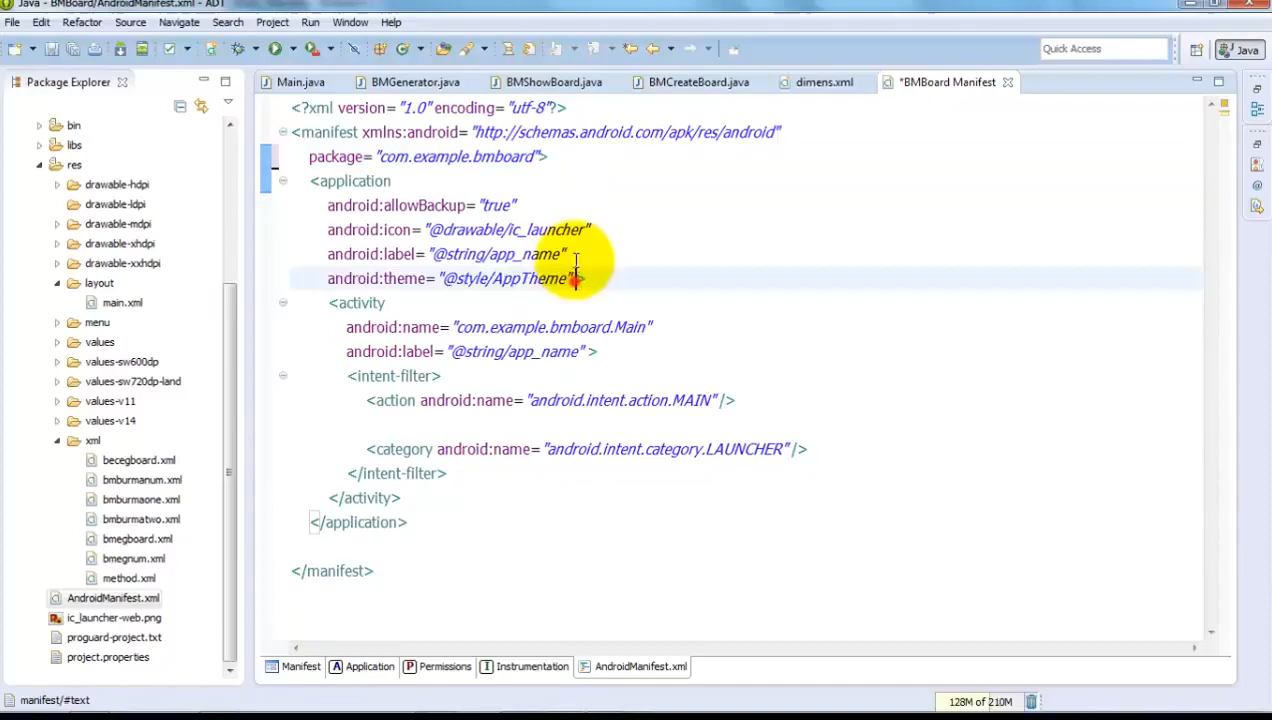 Java - BMBoard/AndroidManifest.xml - ADT
File Edit Refactor Source Navigate Search Project Run Window Help
Quick Access
Java
Package Explorer
Main.java
BMGenerator.java
BMShowBoard.java
BMCreateBoard.java
dimens.xml
*BMBoard Manifest
bin
libs
res
drawable-hdpi
drawable-ldpi
drawable-mdpi
drawable-xhdpi
drawable-xxhdpi
layout
main.xml
menu
values
values-sw600dp
values-sw720dp-land
values-v11
values-v14
xml
becegboard.xml
bmburmanum.xml
bmburmaone.xml
bmburmatwo.xml
bmegboard.xml
bmegnum.xml
method.xml
AndroidManifest.xml
ic_launcher-web.png
proguard-project.txt
project.properties
<?xml version="1.0" encoding="utf-8"?>
<manifest xmlns:android="http://schemas.android.com/apk/res/android"
package="com.example.bmboard">
<application
android:allowBackup="true"
android:icon="@drawable/ic_launcher"
android:label="@string/app_name"
android:theme="@style/AppTheme">
<activity
android:name="com.example.bmboard.Main"
android:label="@string/app_name" >
<intent-filter>
<action android:name="android.intent.action.MAIN" />
<category android:name="android.intent.category.LAUNCHER" />
</intent-filter>
</activity>
</application>
</manifest>
Manifest
A Application
P Permissions
I Instrumentation
AndroidManifest.xml
manifest/#text
128M of 210M